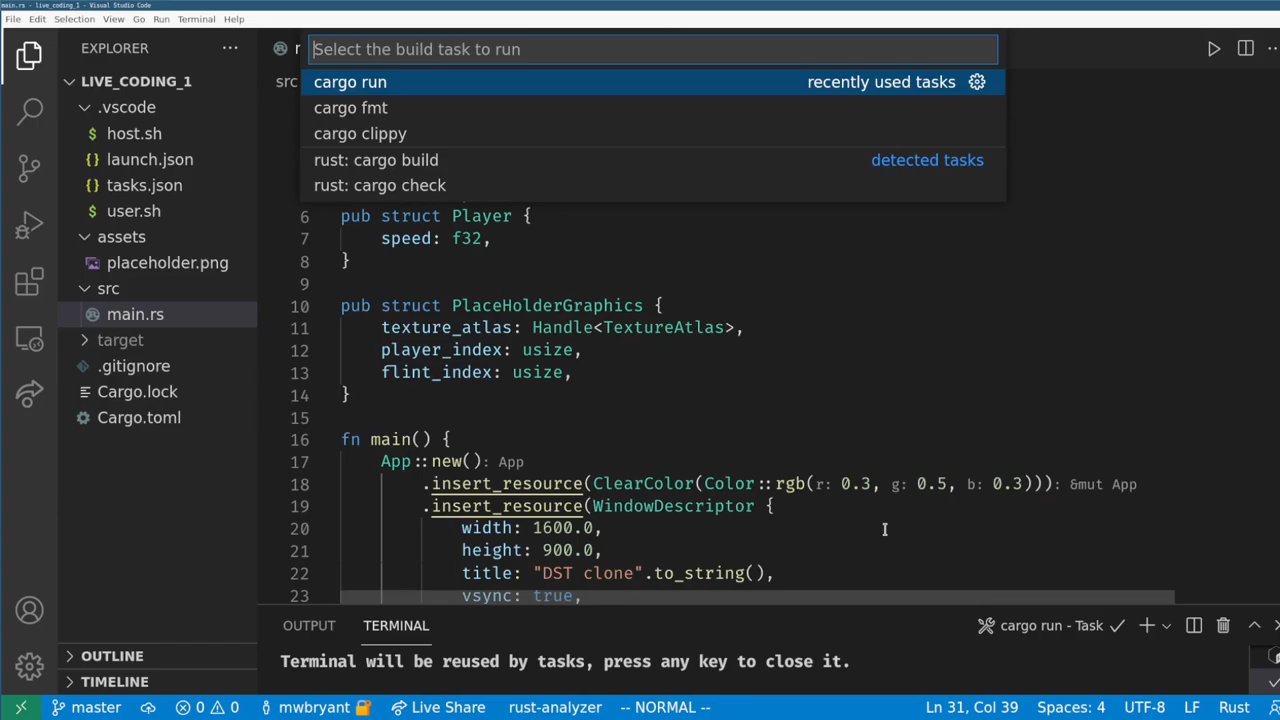 main.rs - live_coding_1 - Visual Studio Code
File Edit Selection View Go Run Terminal Help
EXPLORER
LIVE_CODING_1
.vscode
$ host.sh
{} launch.json
{} tasks.json
$ user.sh
assets
placeholder.png
src
main.rs
target
.gitignore
Cargo.lock
Cargo.toml
OUTLINE
TIMELINE
src
Select the build task to run
cargo run recently used tasks
cargo fmt
cargo clippy
rust: cargo build detected tasks
rust: cargo check
6 pub struct Player {
7 speed: f32,
8 }
9
10 pub struct PlaceHolderGraphics {
11 texture_atlas: Handle<TextureAtlas>,
12 player_index: usize,
13 flint_index: usize,
14 }
15
16 fn main() {
17 App::new(): App
18 .insert_resource(ClearColor(Color::rgb(r: 0.3, g: 0.5, b: 0.3))): &mut App
19 .insert_resource(WindowDescriptor {
20 width: 1600.0,
21 height: 900.0,
22 title: "DST clone".to_string(),
23 vsync: true,
OUTPUT TERMINAL cargo run - Task
Terminal will be reused by tasks, press any key to close it.
master 0 0 mwbryant Live Share rust-analyzer -- NORMAL -- Ln 31, Col 39 Spaces: 4 UTF-8 LF Rust